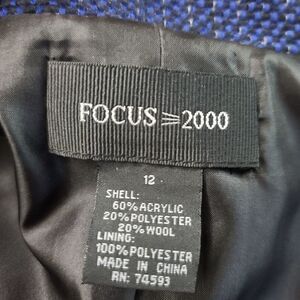 FOCUS 2000
12
SHELL:
60%ACRYLIC
20%POLYESTER
20%WOOL
LINING:
100%POLYESTER
MADE IN CHINA
RN: 74593